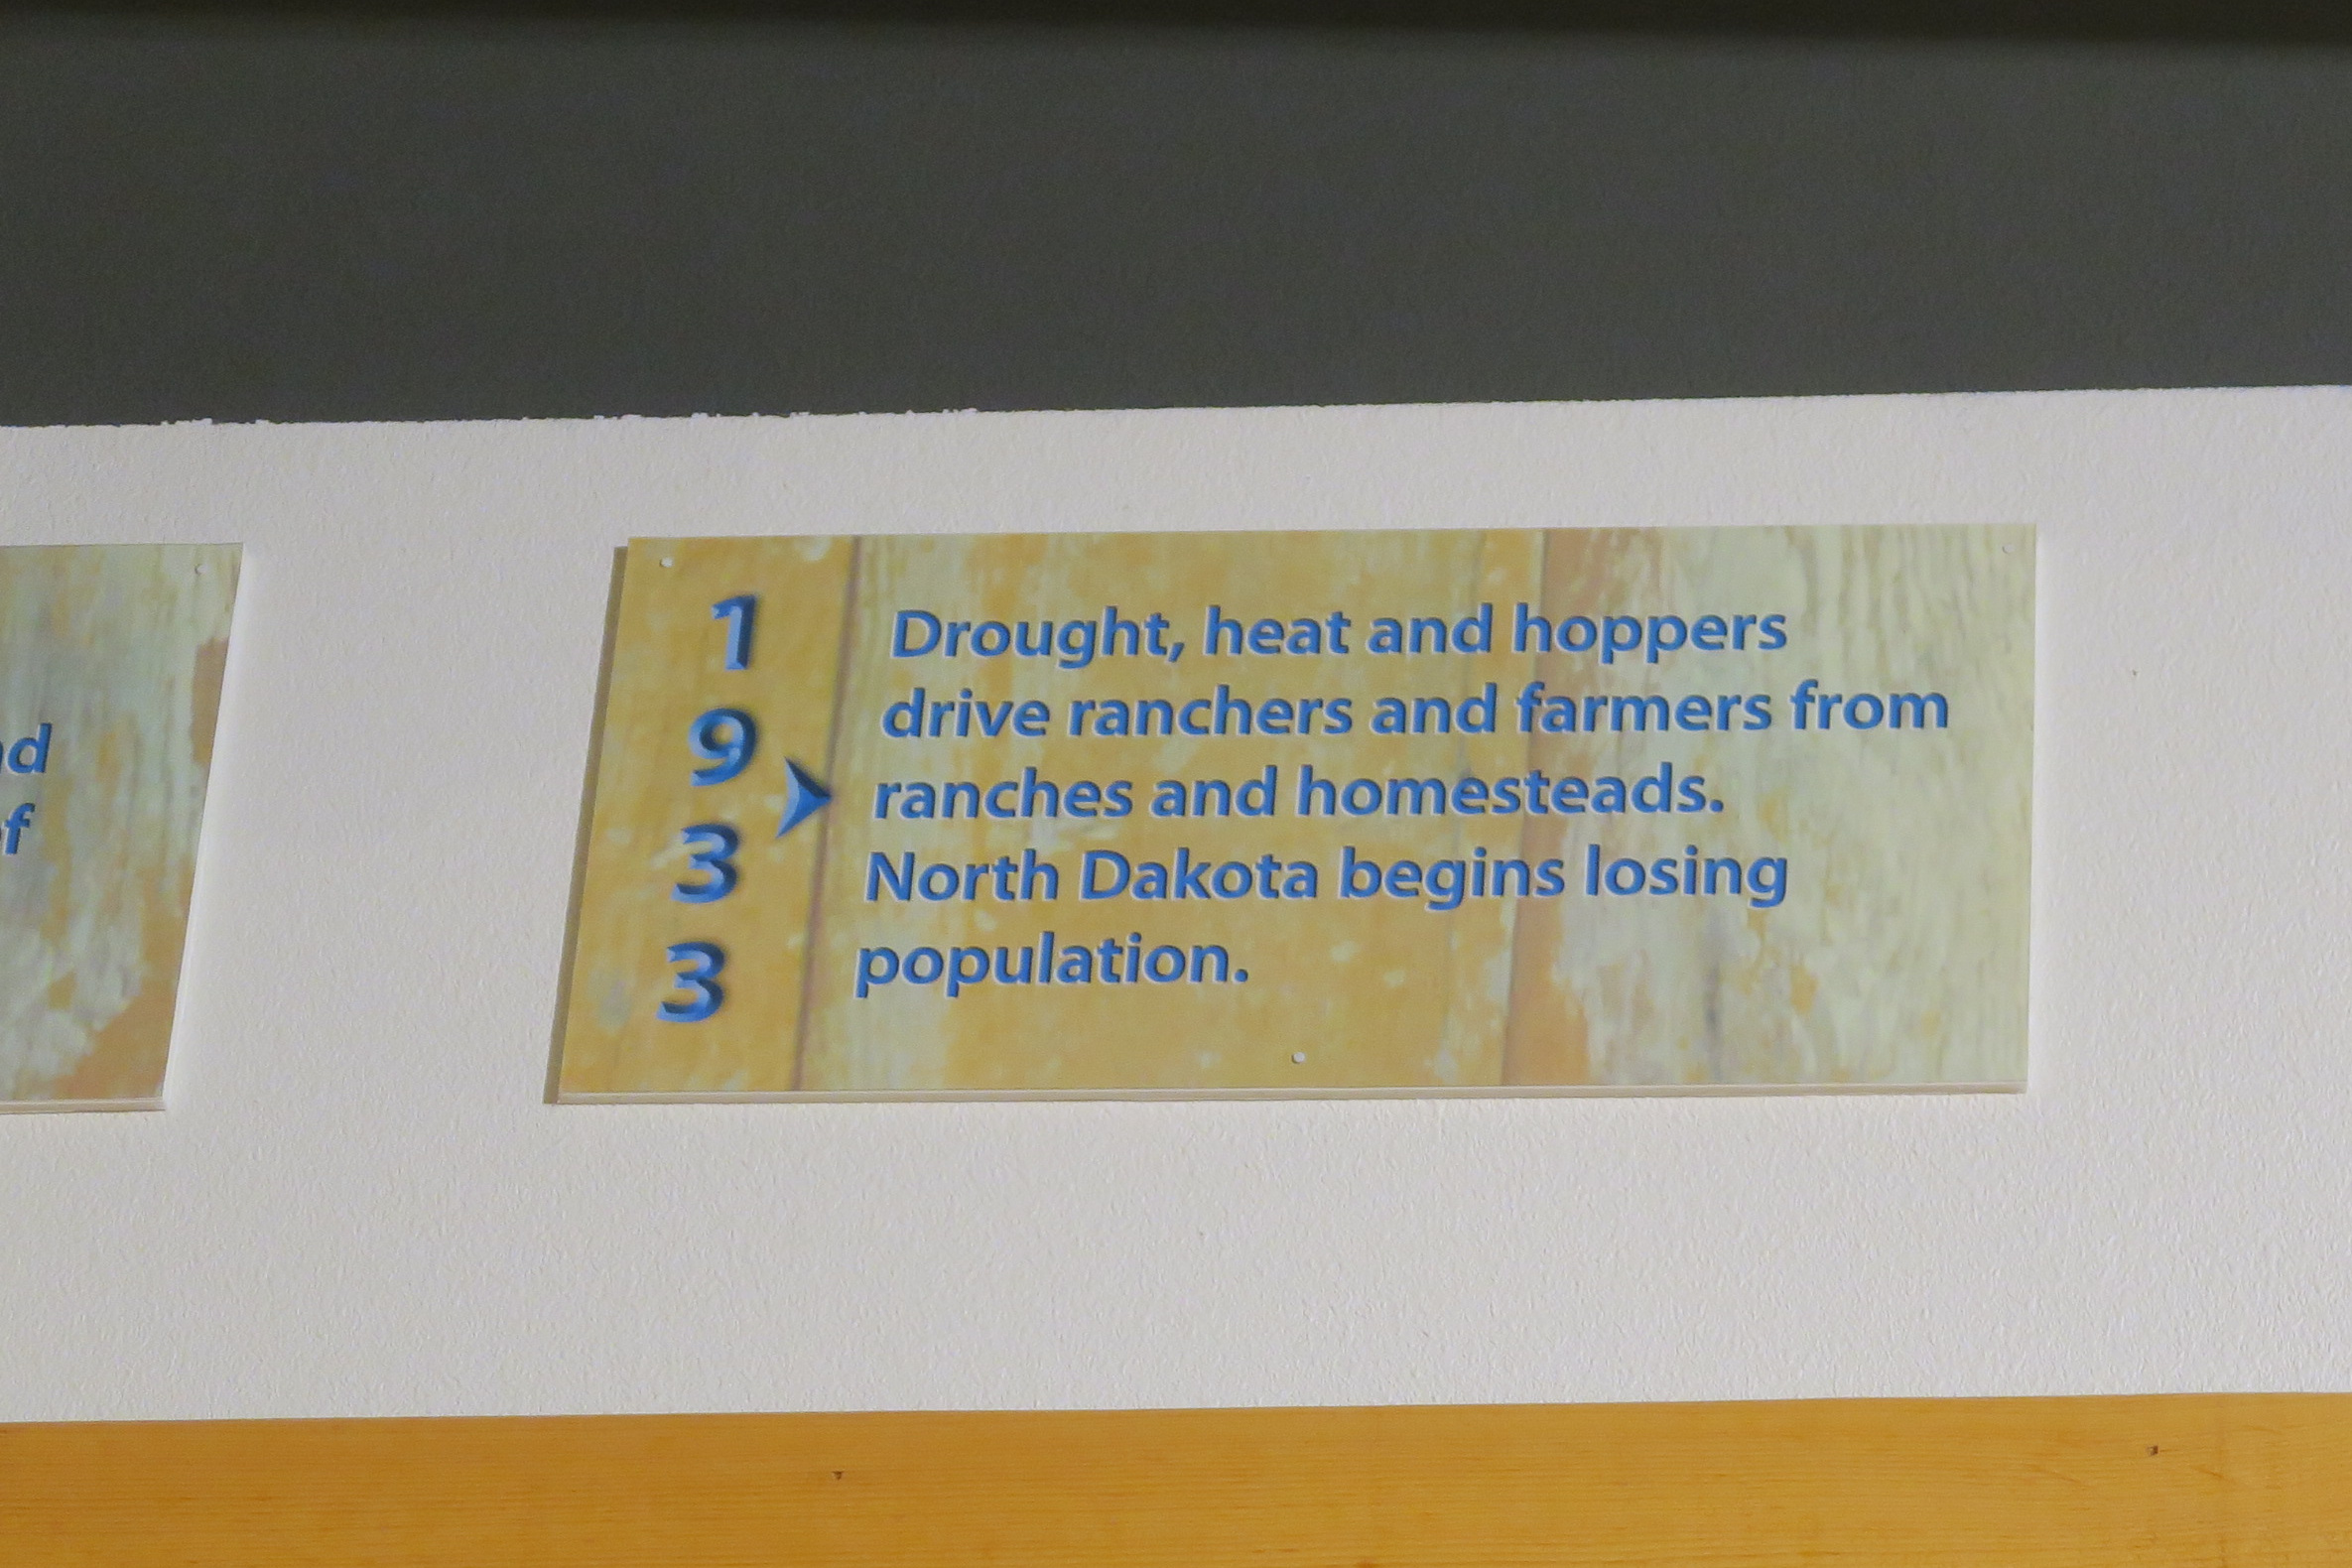 1
9
3
3
Drought, heat and hoppers
drive ranchers and farmers from
ranches and homesteads.
North Dakota begins losing
population.